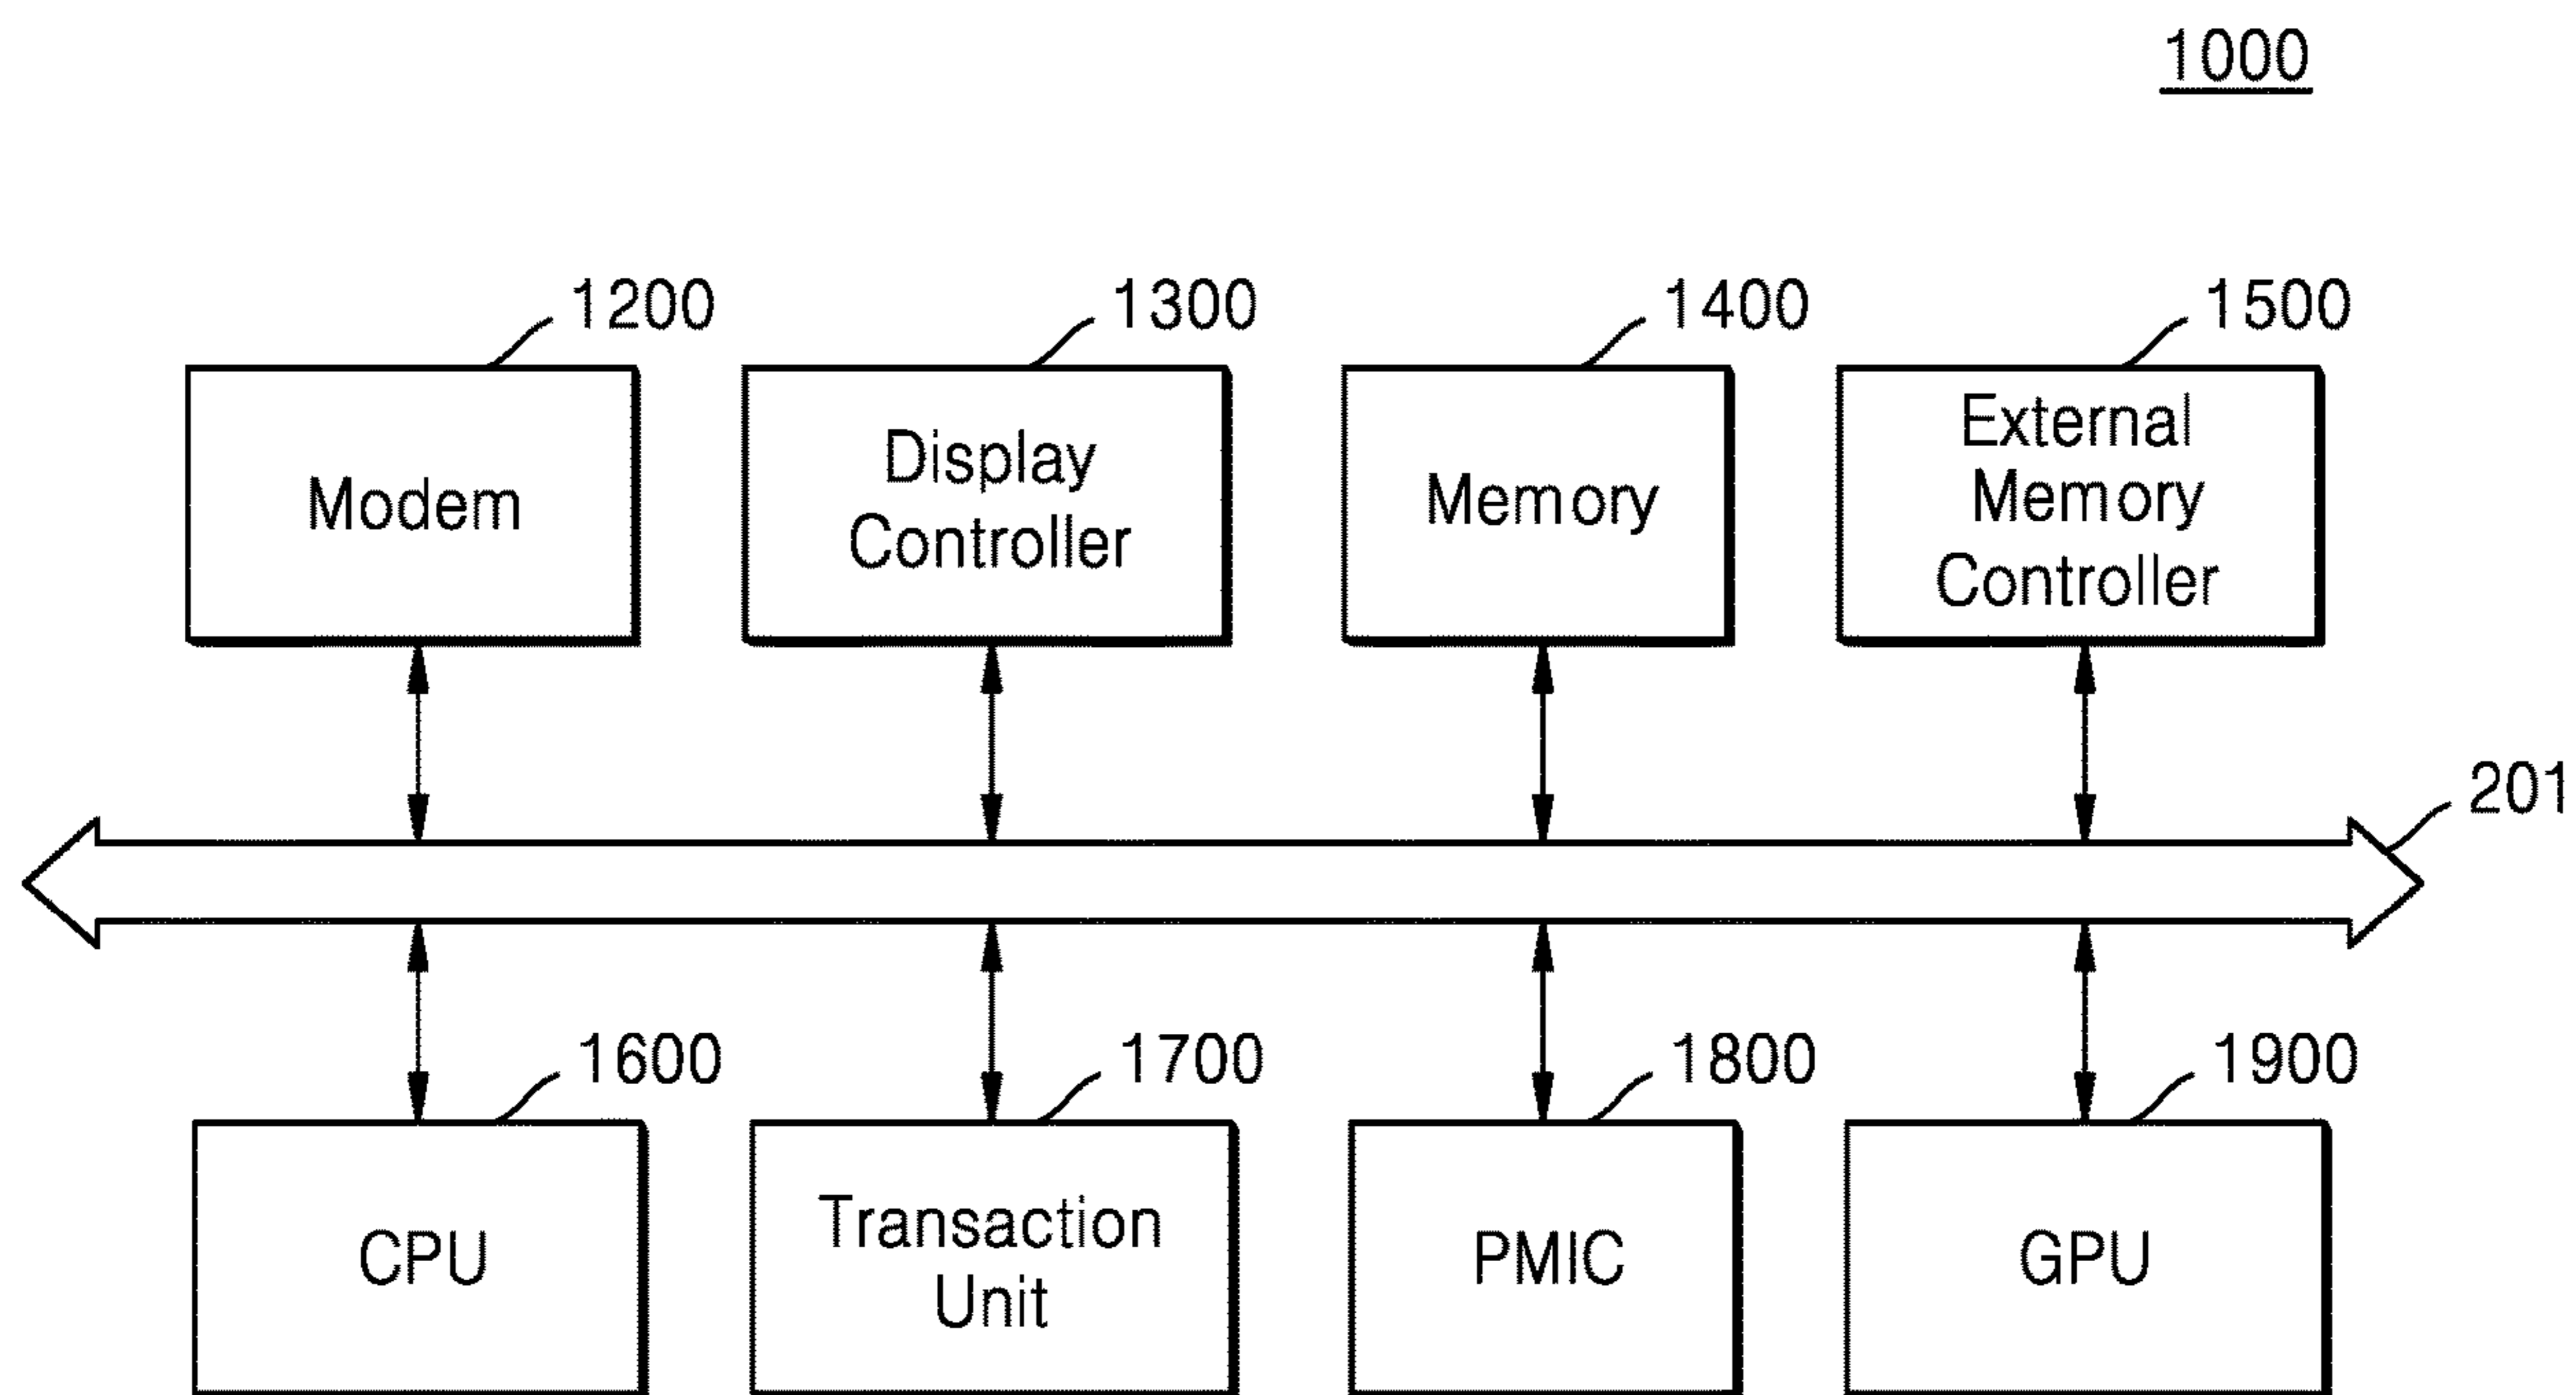 1000
1200
1300
1400
1500
Modem
Display
Controller
Memory
External
Memory
Controller
201
1600
1700
1800
1900
CPU
Transaction
Unit
PMIC
GPU